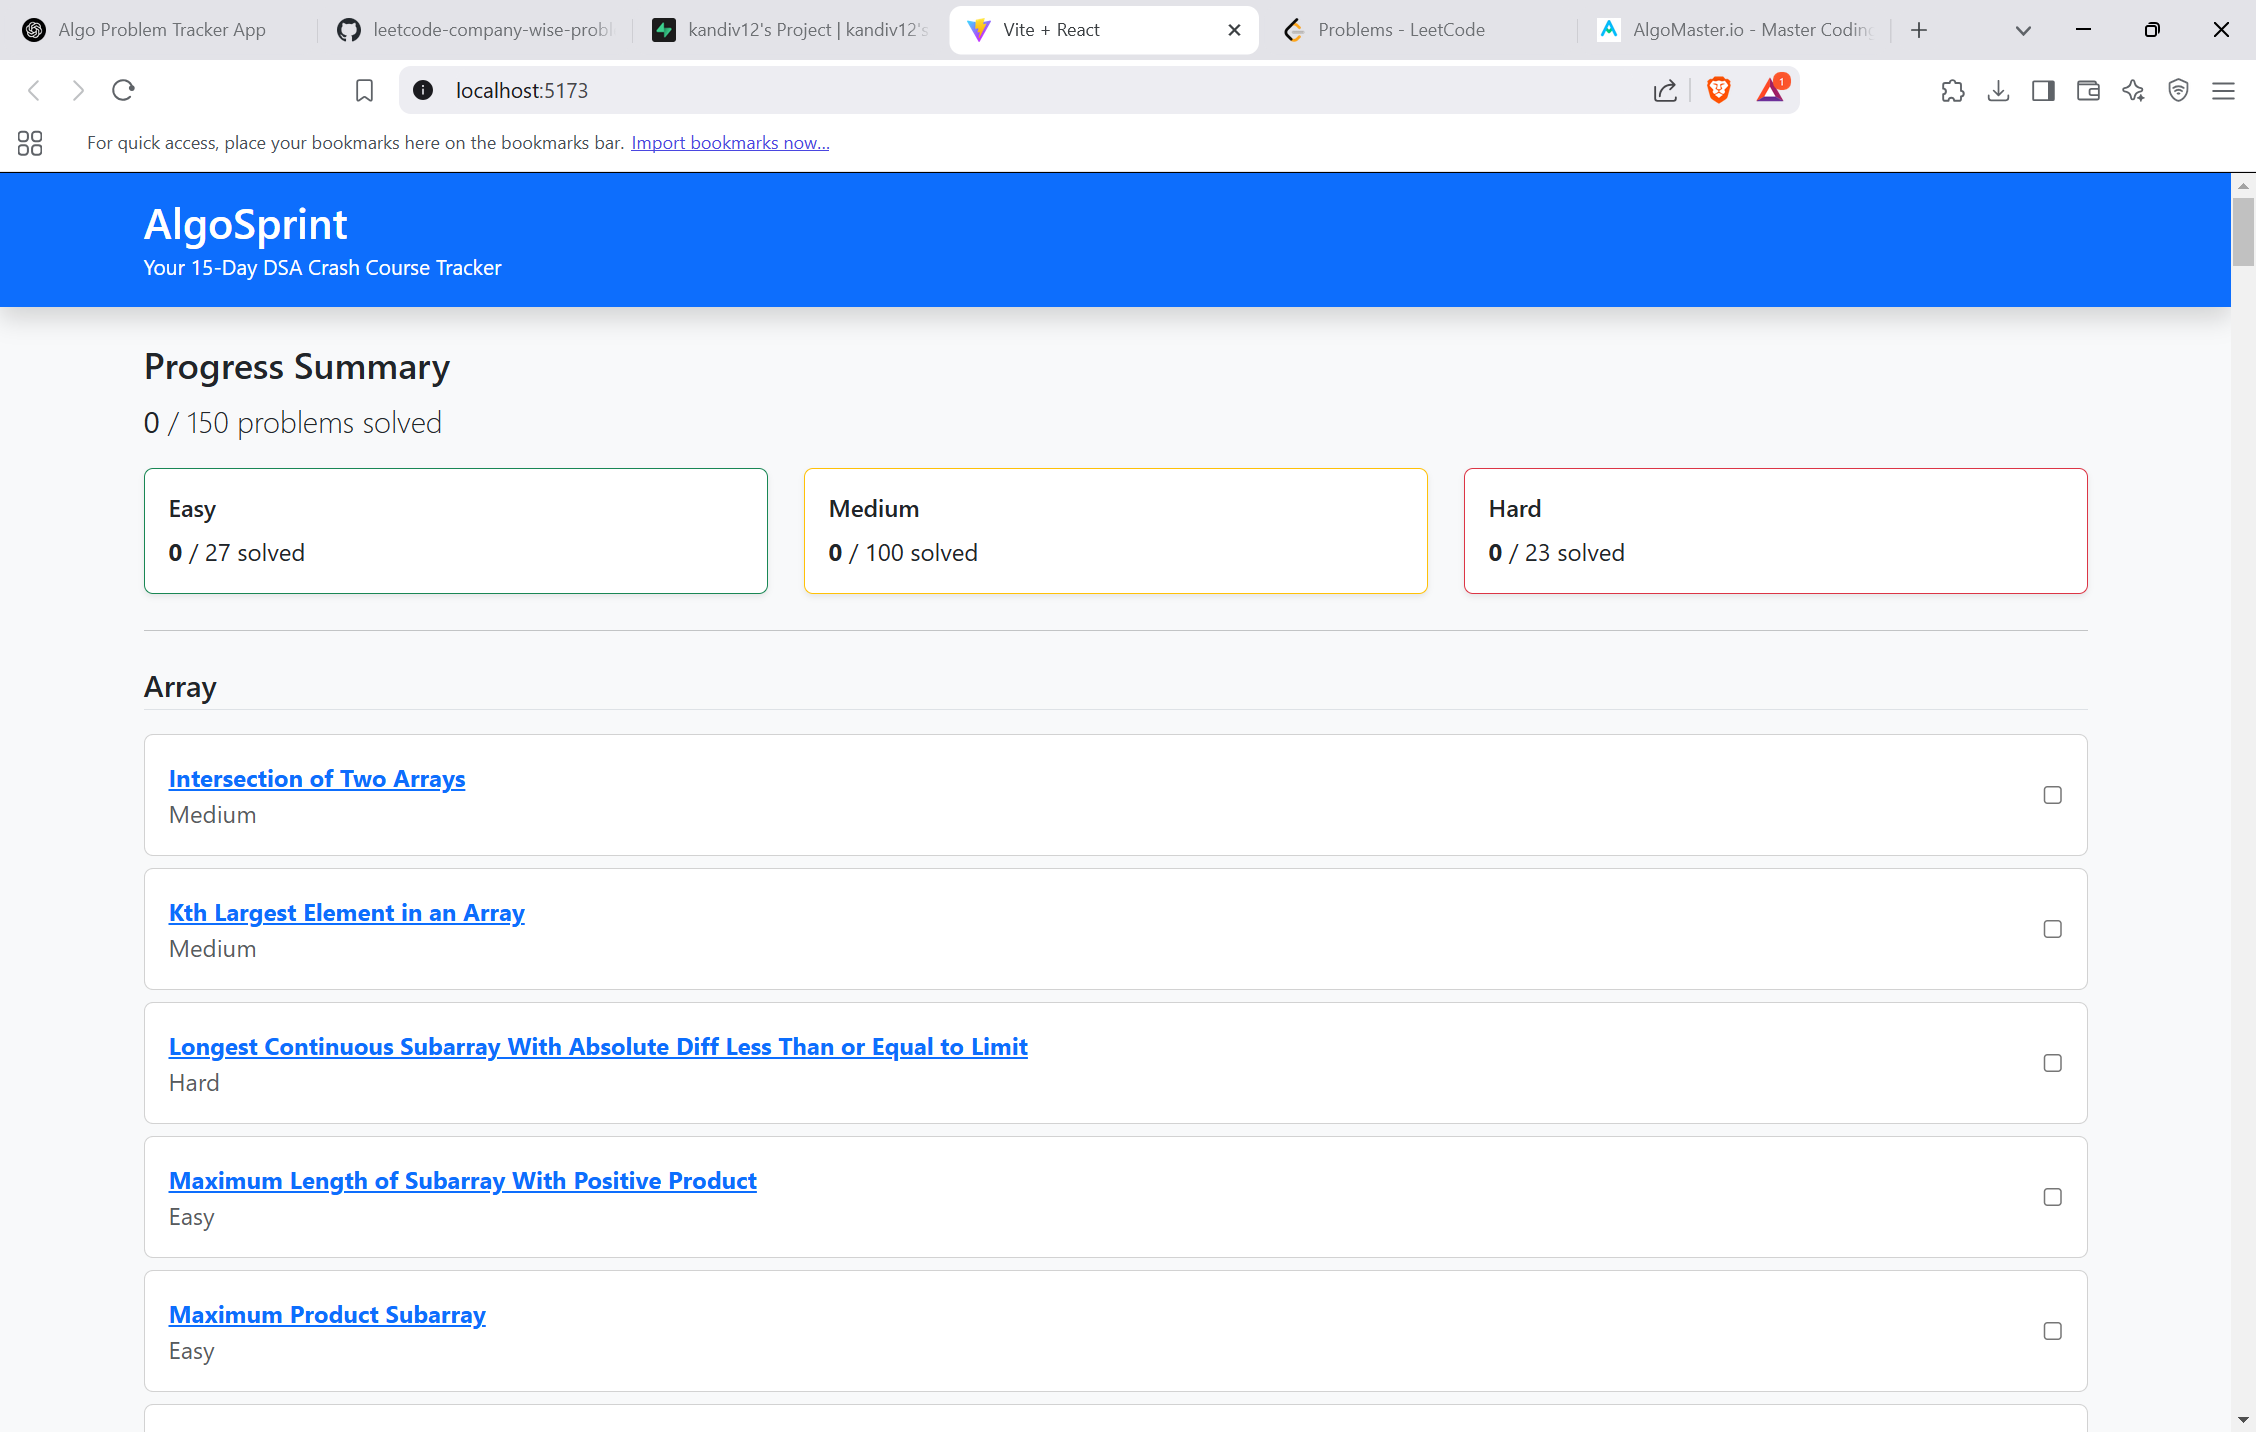 Algo Problem Tracker App
leetcode-company-wise-probl
kandiv12's Project | kandiv12's
Vite + React
Problems - LeetCode
AlgoMaster.io - Master Coding
localhost:5173
1
For quick access, place your bookmarks here on the bookmarks bar. Import bookmarks now...
AlgoSprint
Your 15-Day DSA Crash Course Tracker
Progress Summary
0 / 150 problems solved
Easy
0 / 27 solved
Medium
0 / 100 solved
Hard
0 / 23 solved
Array
Intersection of Two Arrays
Medium
Kth Largest Element in an Array
Medium
Longest Continuous Subarray With Absolute Diff Less Than or Equal to Limit
Hard
Maximum Length of Subarray With Positive Product
Easy
Maximum Product Subarray
Easy